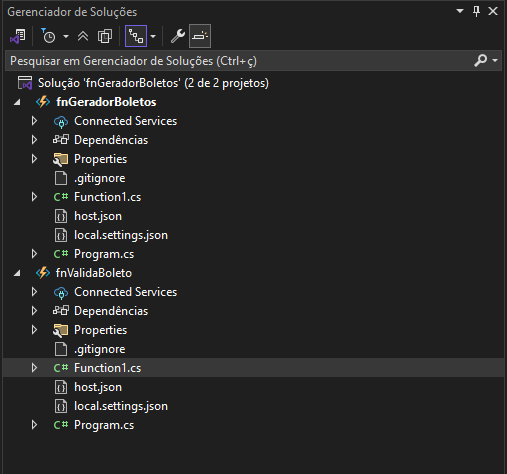 Gerenciador de Soluções
Pesquisar em Gerenciador de Soluções (Ctrl+ç)
Solução 'fnGeradorBoletos' (2 de 2 projetos)
fnGeradorBoletos
Connected Services
Dependências
Properties
.gitignore
C# Function1.cs
host.json
local.settings.json
C# Program.cs
fnValidaBoleto
Connected Services
Dependências
Properties
.gitignore
C# Function1.cs
host.json
local.settings.json
C# Program.cs